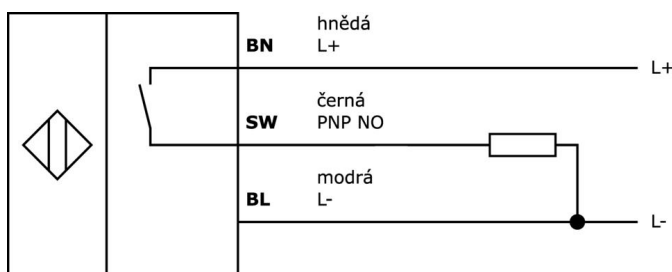 hnědá
BN L+
L+
černá
SW PNP NO
modrá
BL L-
L-